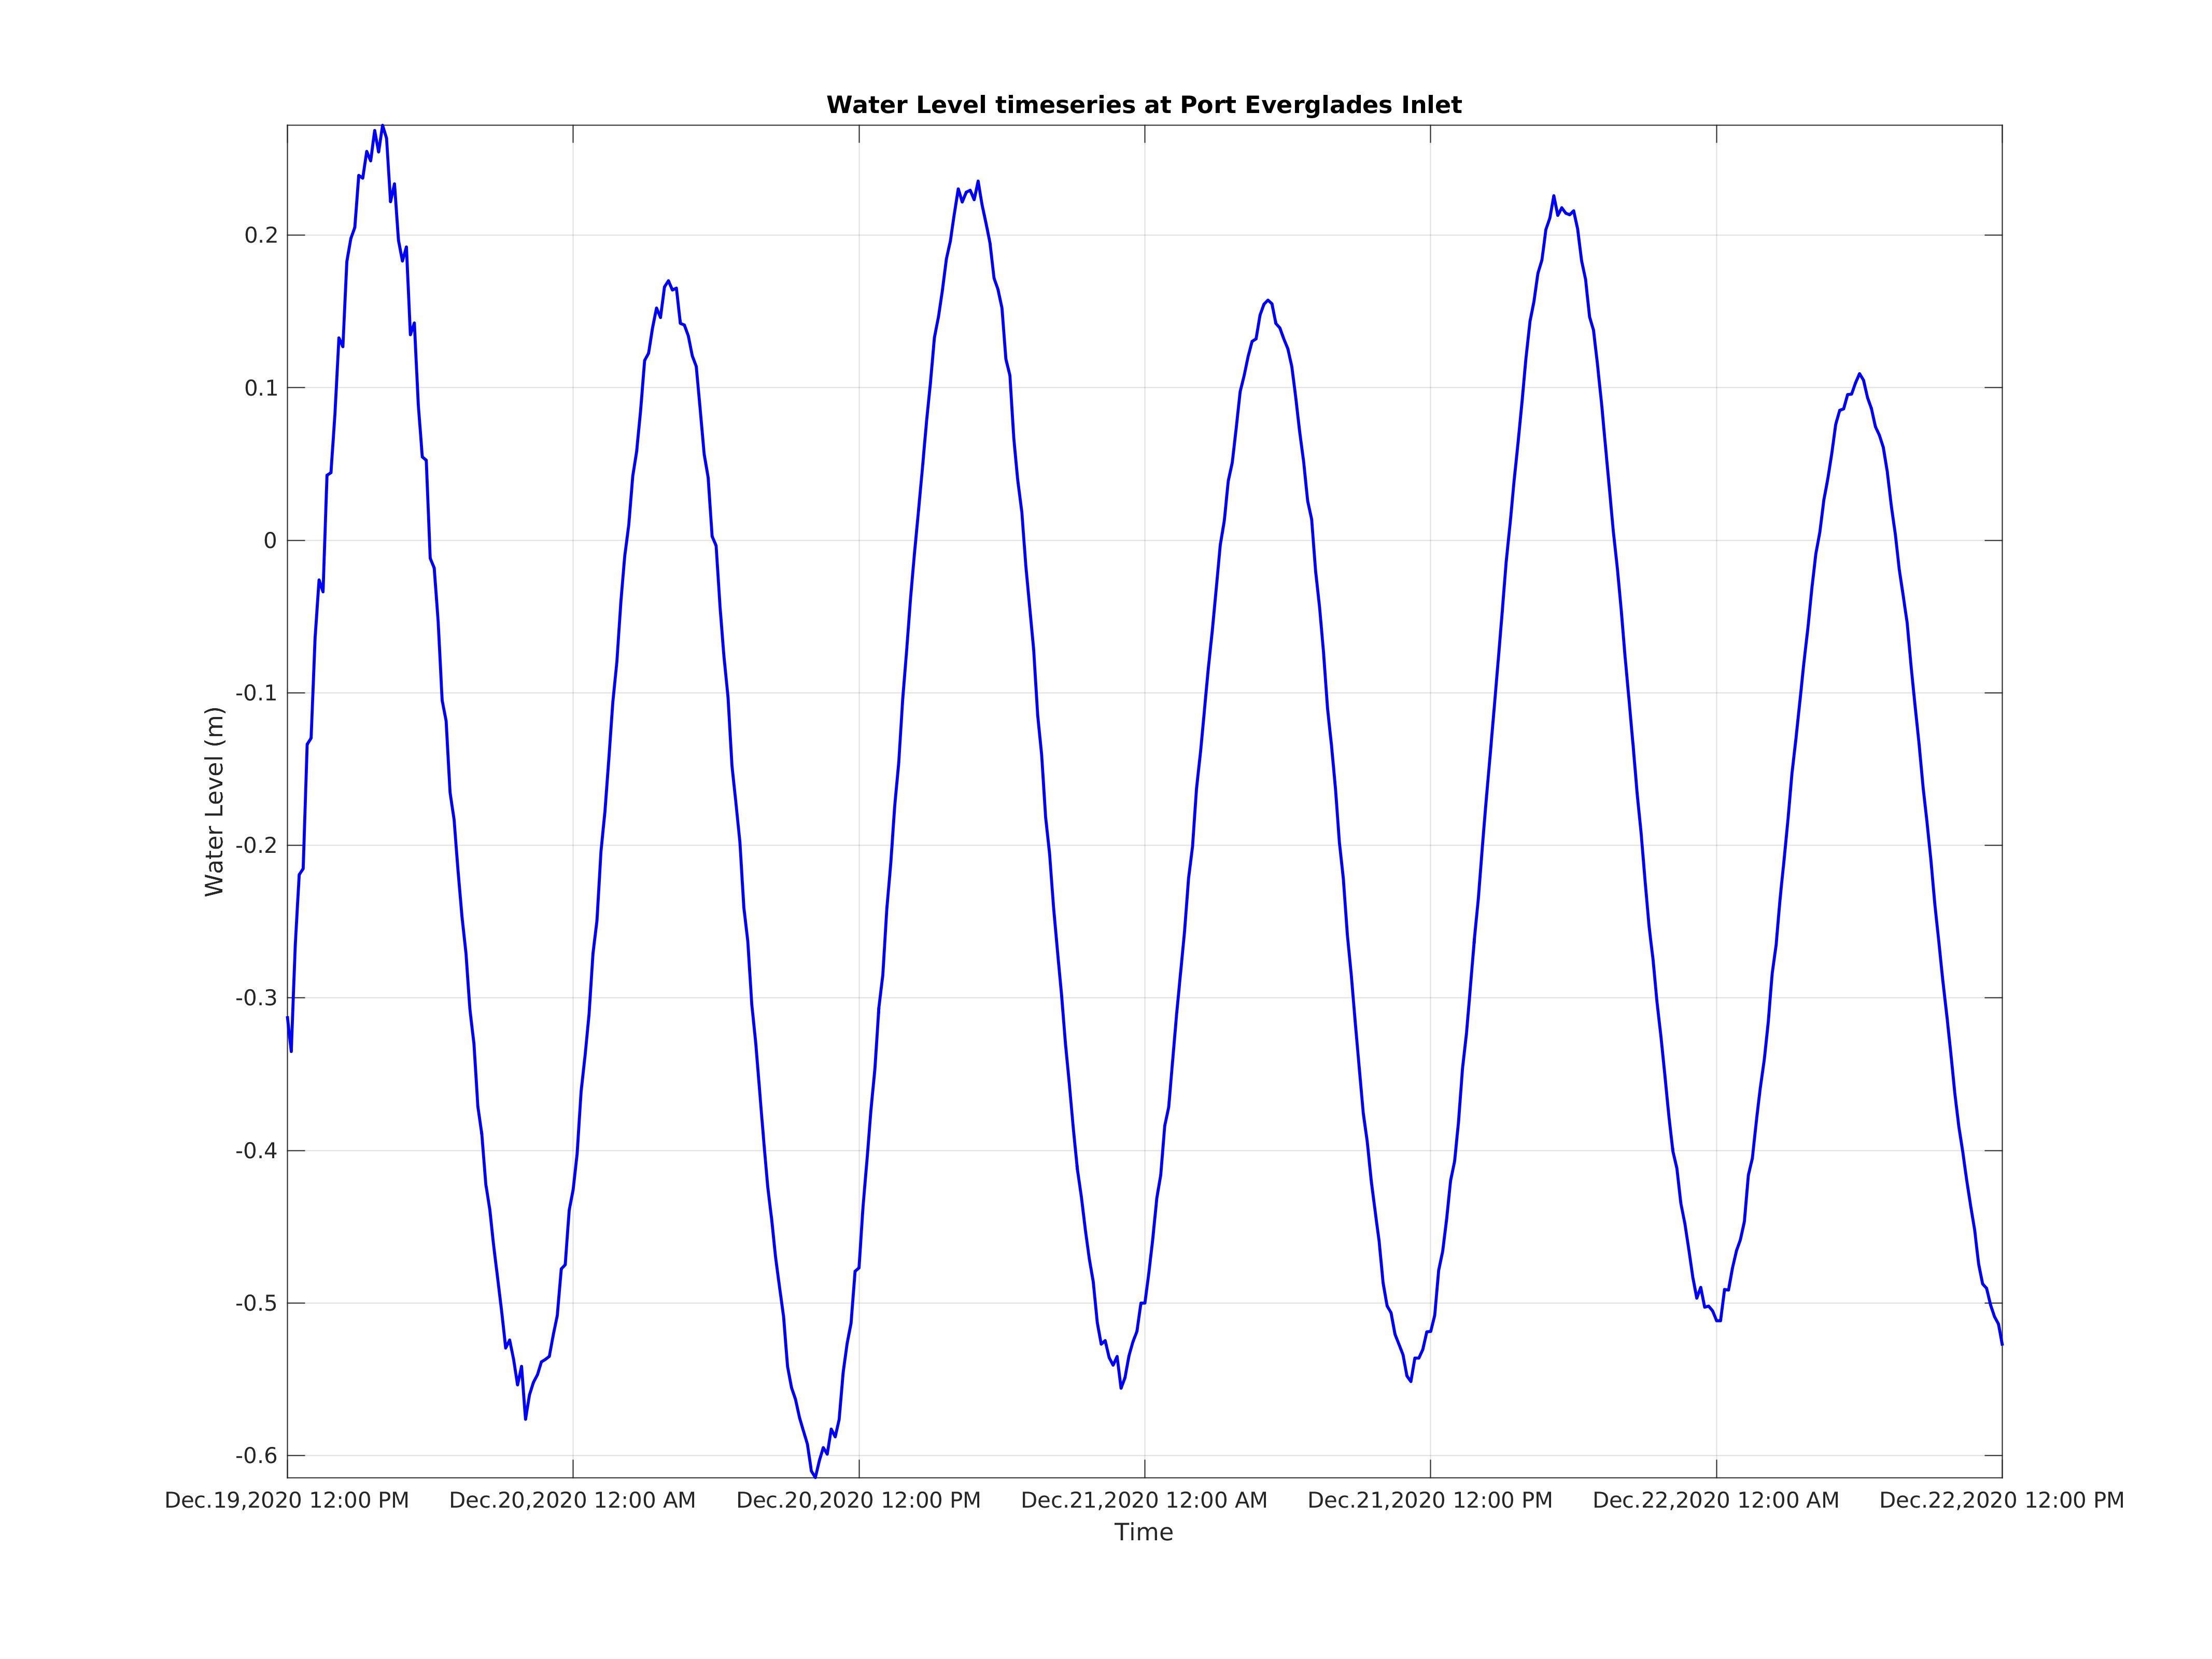 Water Level timeseries at Port Everglades Inlet
0.2
0.1
0
-0.1
-0.2
-0.3
-0.4
-0.5
-0.6
Water Level (m)
Dec.19,2020 12:00 PM Dec.20,2020 12:00 AM Dec.20,2020 12:00 PM Dec.21,2020 12:00 AM Dec.21,2020 12:00 PM Dec.22,2020 12:00 AM Dec.22,2020 12:00 PM
Time